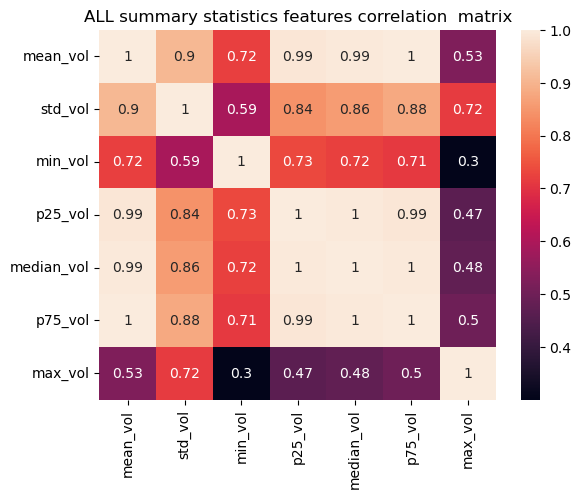 ALL summary statistics features correlation  matrix
mean_vol 1 0.9 0.72 0.99 0.99 1 0.53
std_vol 0.9 1 0.59 0.84 0.86 0.88 0.72
min_vol 0.72 0.59 1 0.73 0.72 0.71 0.3
p25_vol 0.99 0.84 0.73 1 1 0.99 0.47
median_vol 0.99 0.86 0.72 1 1 1 0.48
p75_vol 1 0.88 0.71 0.99 1 1 0.5
max_vol 0.53 0.72 0.3 0.47 0.48 0.5 1
mean_vol
std_vol
min_vol
p25_vol
median_vol
p75_vol
max_vol
1.0
0.9
0.8
0.7
0.6
0.5
0.4